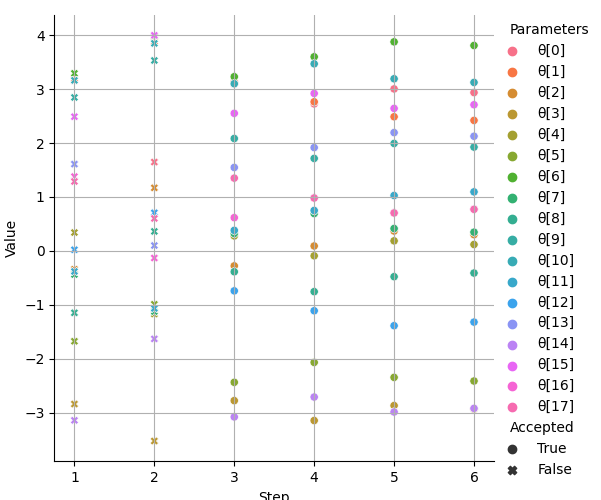 4
3
2
1
0
−1
−2
−3
Value
1 2 3 4 5 6
Step
Parameters
θ[0]
θ[1]
θ[2]
θ[3]
θ[4]
θ[5]
θ[6]
θ[7]
θ[8]
θ[9]
θ[10]
θ[11]
θ[12]
θ[13]
θ[14]
θ[15]
θ[16]
θ[17]
Accepted
True
False